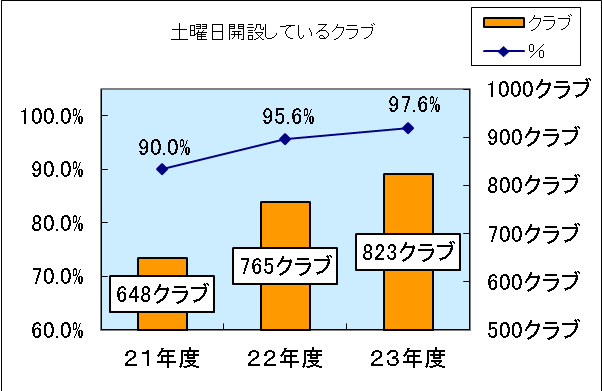 土曜日開設しているクラブ
クラブ
％
100.0%
90.0%
80.0%
70.0%
60.0%
1000クラブ
900クラブ
800クラブ
700クラブ
600クラブ
500クラブ
90.0%
95.6%
97.6%
648クラブ
765クラブ
823クラブ
２１年度
２２年度
２３年度